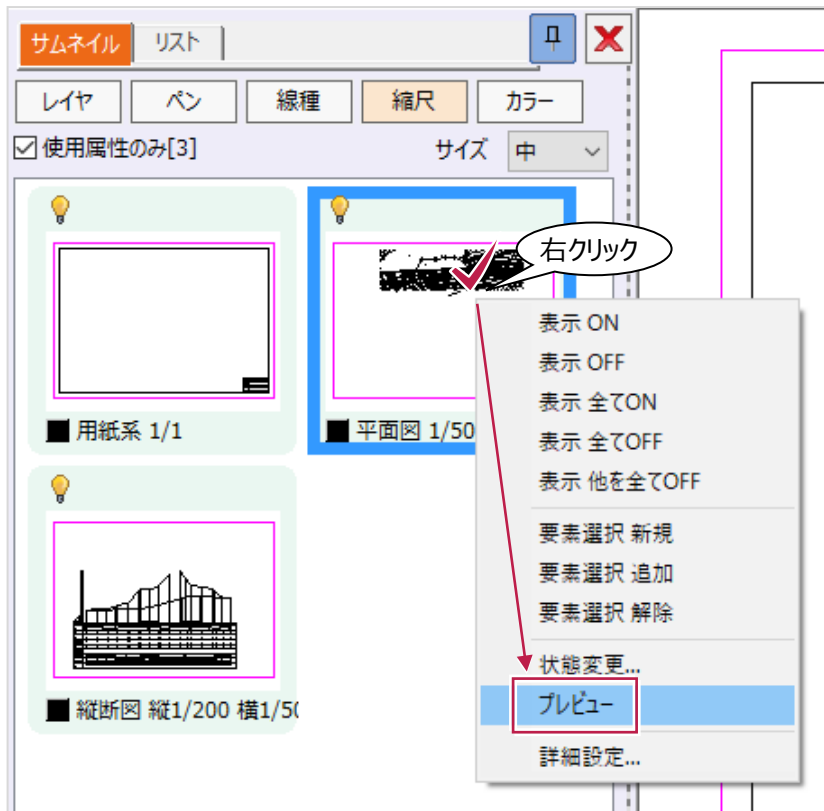 サムネイル リスト
レイヤ ペン 線種 縮尺 カラー
使用属性のみ[3] サイズ 中
右クリック
用紙系 1/1
平面図 1/50
縦断図 縦1/200 横1/50
表示 ON
表示 OFF
表示 全てON
表示 全てOFF
表示 他を全てOFF
要素選択 新規
要素選択 追加
要素選択 解除
状態変更...
プレビュー
詳細設定...